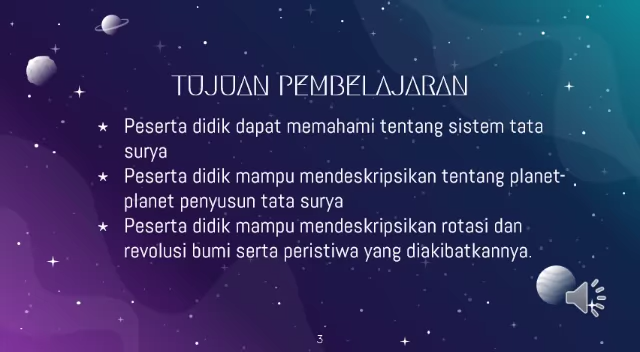 TUJUAN PEMBELAJARAN
★ Peserta didik dapat memahami tentang sistem tata
surya
★ Peserta didik mampu mendeskripsikan tentang planet-
planet penyusun tata surya
★ Peserta didik mampu mendeskripsikan rotasi dan
revolusi bumi serta peristiwa yang diakibatkannya.
3